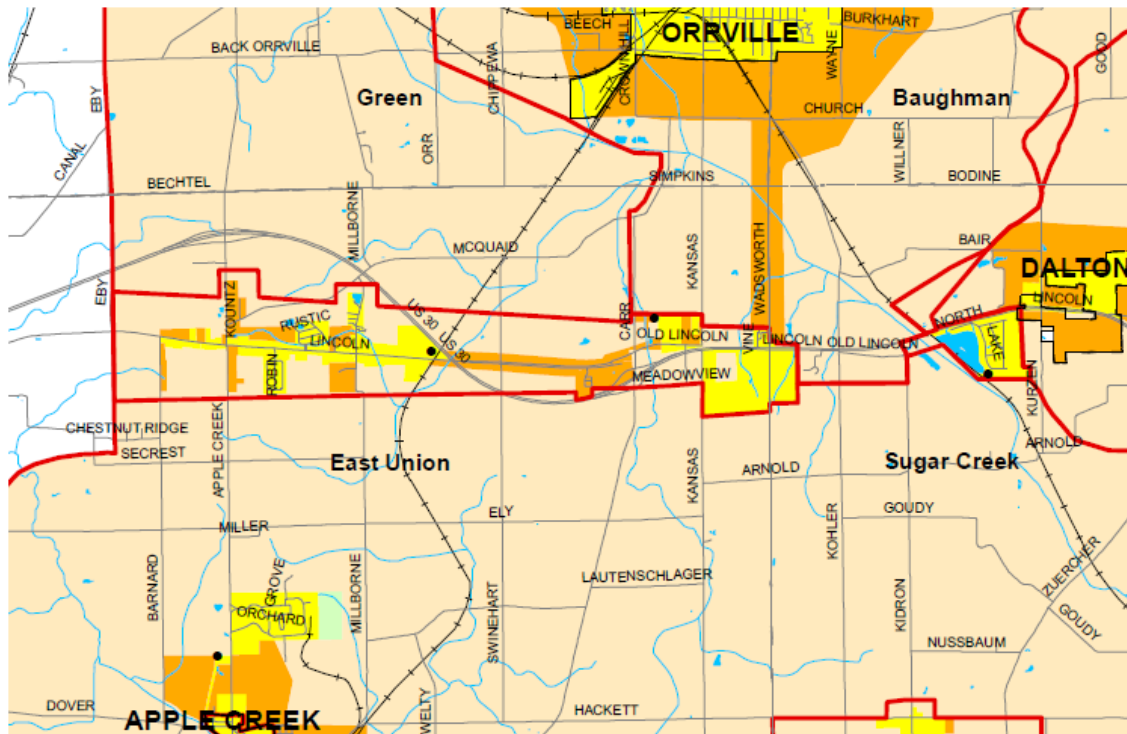 BEECH
ORRVILLE
BURKHART
BACK ORRVILLE
CROWNHILL
WAYNE
GOOD
EBY
Green
CHIPPEWA
CHURCH
Baughman
CANAL
ORR
WILLNER
BECHTEL
MILLBORNE
SIMPKINS
BODINE
MCQUAID
KANSAS
WADSWORTH
BAIR
EBY
KOUNTZ
DALTON
RUSTIC
US 30
US 30
CARR
OLD LINCOLN
VINE
LINCOLN
OLD LINCOLN
NORTH
LINCOLN
LINCOLN
LAKE
ROBIN
MEADOWVIEW
KURZEN
CHESTNUT RIDGE
SECREST
APPLE CREEK
East Union
KANSAS
ARNOLD
Sugar Creek
ARNOLD
MILLER
ELY
KOHLER
GOUDY
BARNARD
GROVE
ORCHARD
MILLBORNE
SWINEHART
LAUTENSCHLAGER
KIDRON
ZUERCHER
GOUDY
NUSSBAUM
DOVER
APPLE CREEK
WELTY
HACKETT